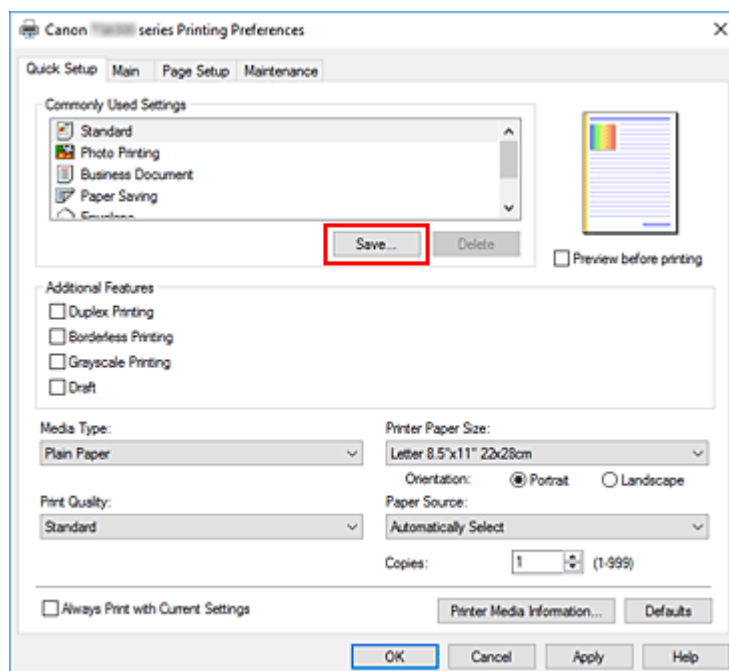 Canon series Printing Preferences
Quick Setup Main Page Setup Maintenance
Commonly Used Settings
Standard
Photo Printing
Business Document
Paper Saving
Envelope
Save... Delete
Preview before printing
Additional Features
Duplex Printing
Borderless Printing
Grayscale Printing
Draft
Media Type: Printer Paper Size:
Plain Paper Letter 8.5"x11" 22x28cm
Orientation: Portrait Landscape
Print Quality: Paper Source:
Standard Automatically Select
Copies: 1 (1-999)
Always Print with Current Settings Printer Media Information... Defaults
OK Cancel Apply Help